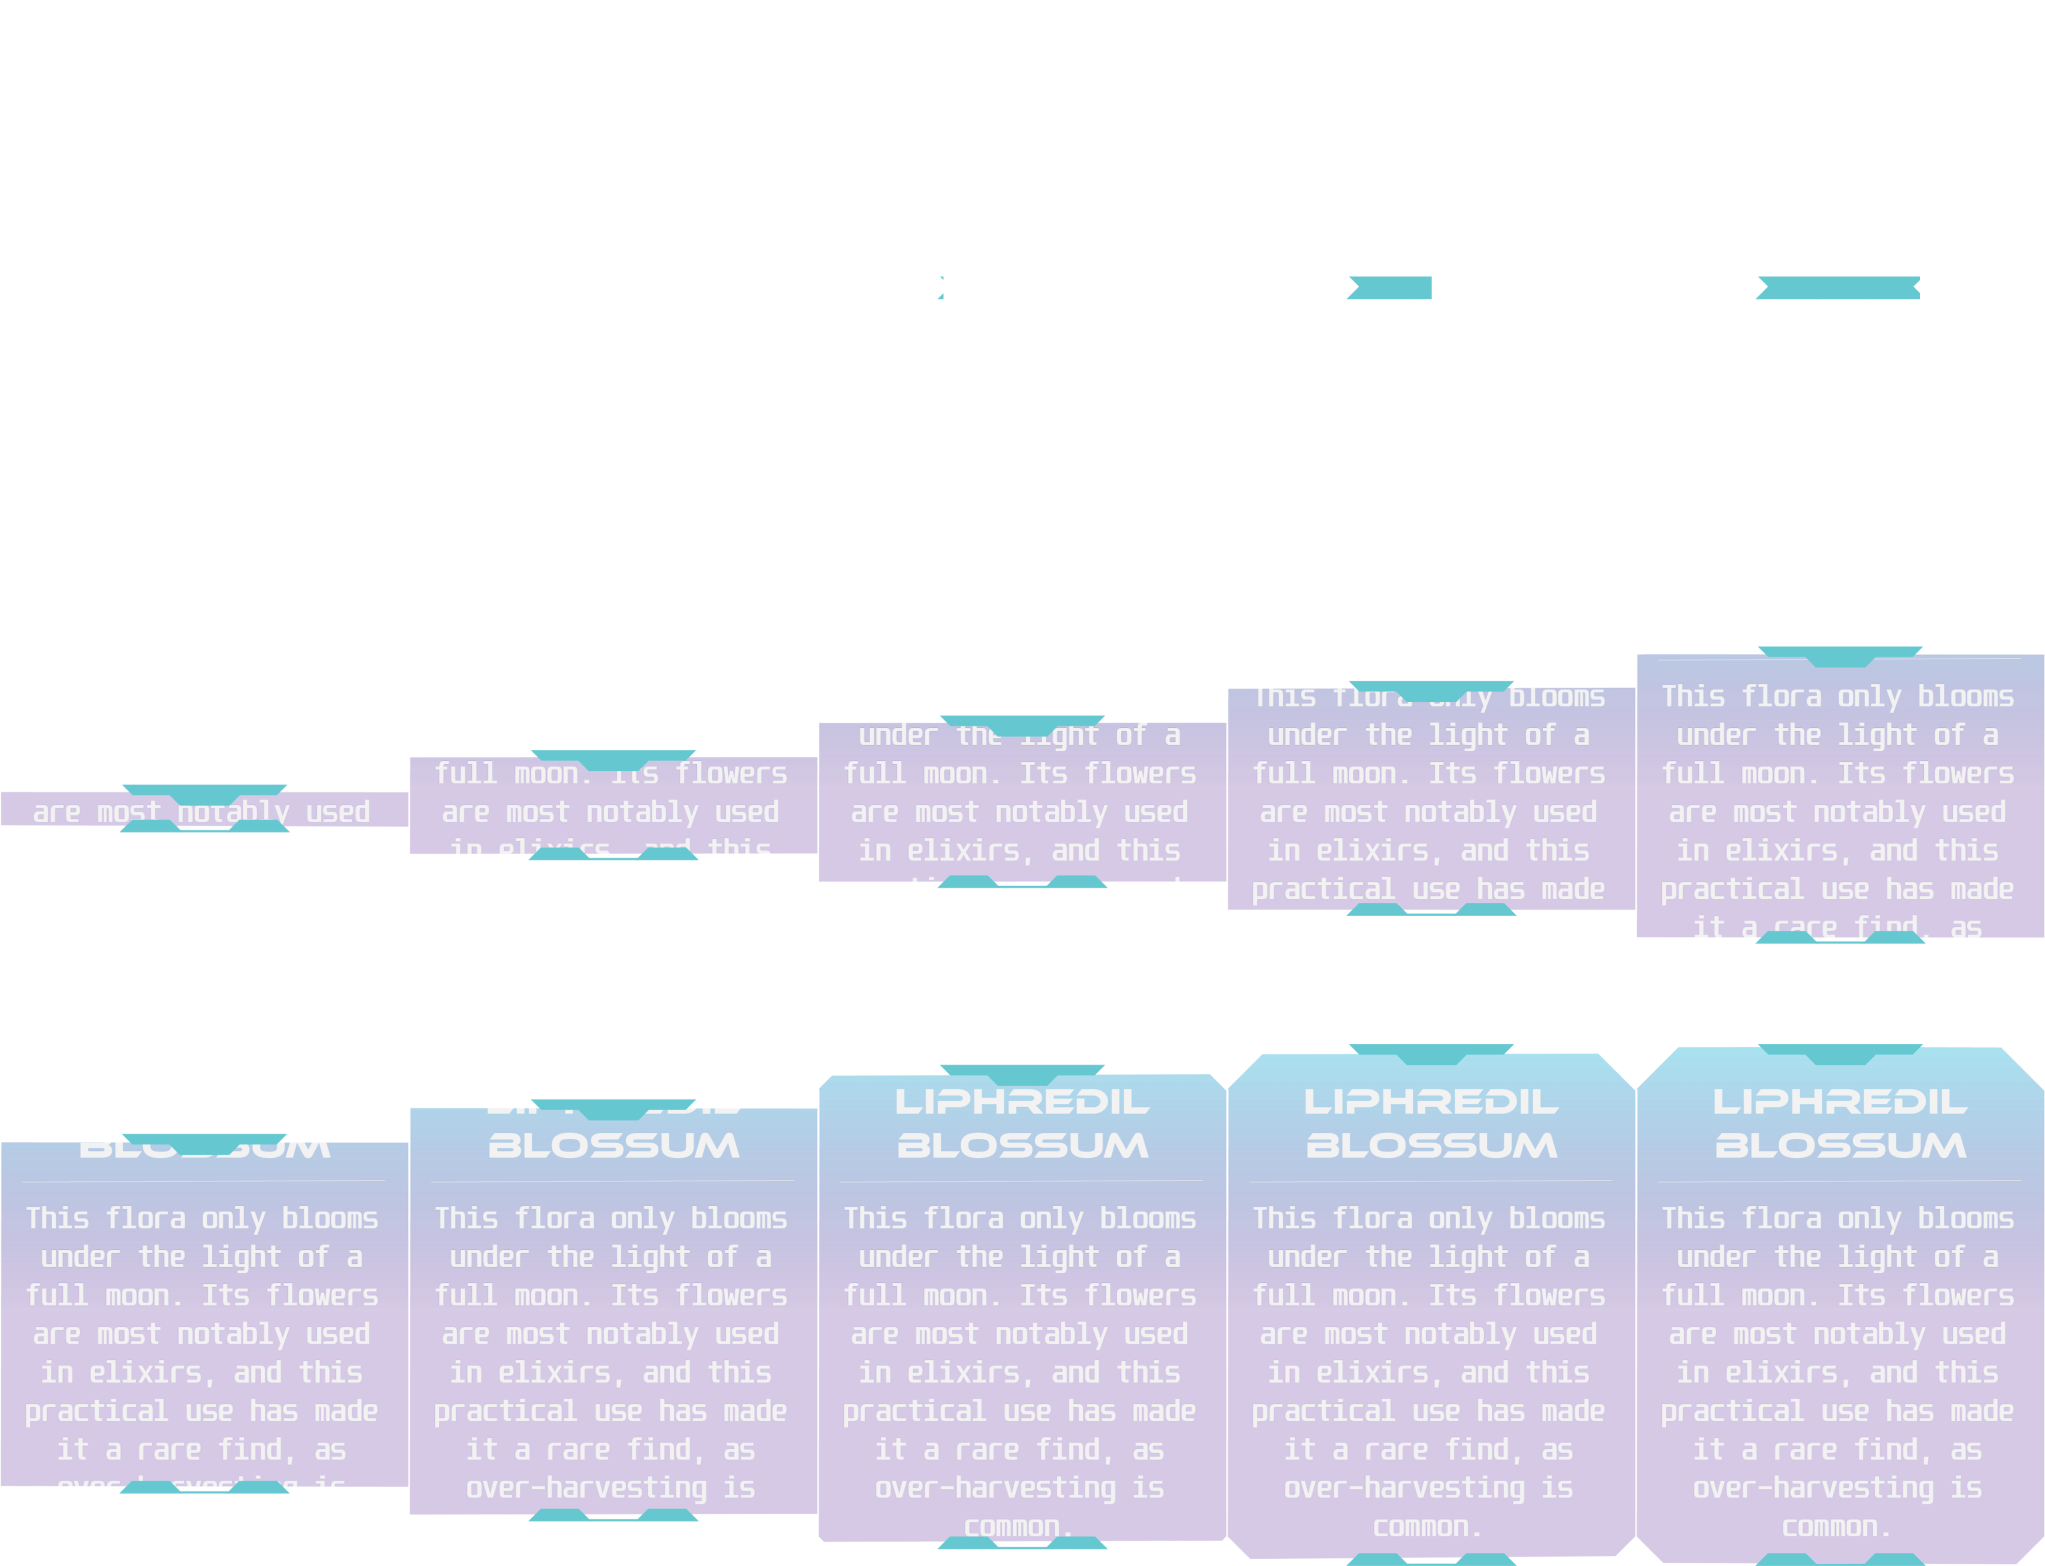 are most notably used
full moon. Its flowers
are most notably used
in elixirs, and this
under the light of a
full moon. Its flowers
are most notably used
in elixirs, and this
This flora only blooms
under the light of a
full moon. Its flowers
are most notably used
in elixirs, and this
practical use has made
This flora only blooms
under the light of a
full moon. Its flowers
are most notably used
in elixirs, and this
practical use has made
it a rare find, as
BLOSSUM
This flora only blooms
under the light of a
full moon. Its flowers
are most notably used
in elixirs, and this
practical use has made
it a rare find, as
over-harvesting is
LIPHREDIL
BLOSSUM
This flora only blooms
under the light of a
full moon. Its flowers
are most notably used
in elixirs, and this
practical use has made
it a rare find, as
over-harvesting is
LIPHREDIL
BLOSSUM
This flora only blooms
under the light of a
full moon. Its flowers
are most notably used
in elixirs, and this
practical use has made
it a rare find, as
over-harvesting is
common.
LIPHREDIL
BLOSSUM
This flora only blooms
under the light of a
full moon. Its flowers
are most notably used
in elixirs, and this
practical use has made
it a rare find, as
over-harvesting is
common.
LIPHREDIL
BLOSSUM
This flora only blooms
under the light of a
full moon. Its flowers
are most notably used
in elixirs, and this
practical use has made
it a rare find, as
over-harvesting is
common.